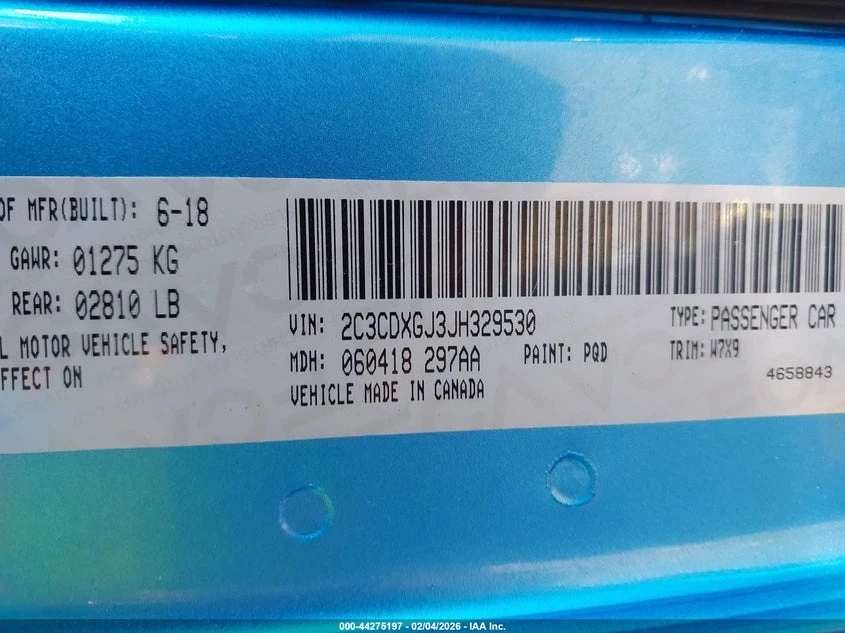 OF MFR(BUILT): 6-18
GAWR: 01275 KG
REAR: 02810 LB
L MOTOR VEHICLE SAFETY,
EFFECT ON
VIN: 2C3CDXGJ3JH329530
TYPE: PASSENGER CAR
MDH: 060418 297AA
PAINT: PQD
TRIM: W7X9
VEHICLE MADE IN CANADA
4658843
000-44275197 - 02/04/2026 - IAA Inc.